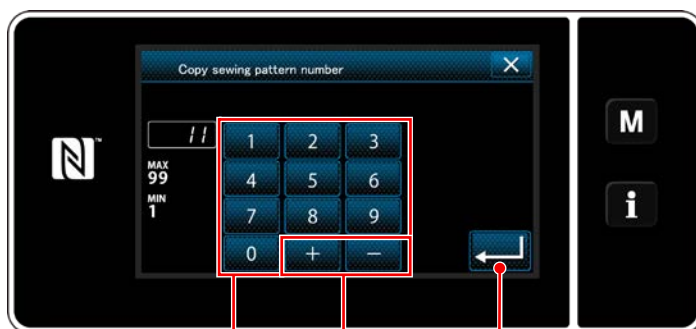 Copy sewing pattern number
11
1 2 3
MAX
99
4 5 6
MIN
1
7 8 9
0 + −
M
i